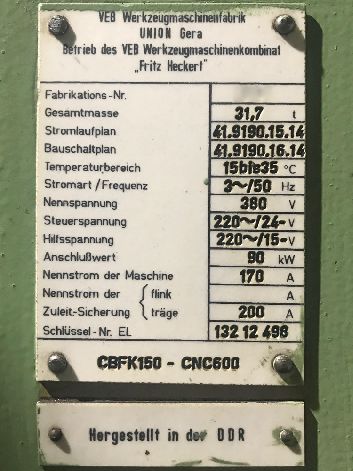 VEB Werkzeugmaschinenfabrik
UNION Gera
Betrieb des VEB Werkzeugmaschinenkombinat
„Fritz Heckert"
Fabrikations-Nr.
Gesamtmasse 31,7 t
Stromlaufplan 41.9190.15.14
Bauschaltplan 41.9190.16.14
Temperaturbereich 15bis35 °C
Stromart/Frequenz 3~/50 Hz
Nennspannung 380 V
Steuerspannung 220~/24- V
Hilfsspannung 220~/15- V
Anschlußwert 90 kW
Nennstrom der Maschine 170 A
Nennstrom der { flink A
Zuleit-Sicherung träge 200 A
Schlüssel-Nr. EL 132 12 496
CBFK150 - CNC600
Hergestellt in der DDR